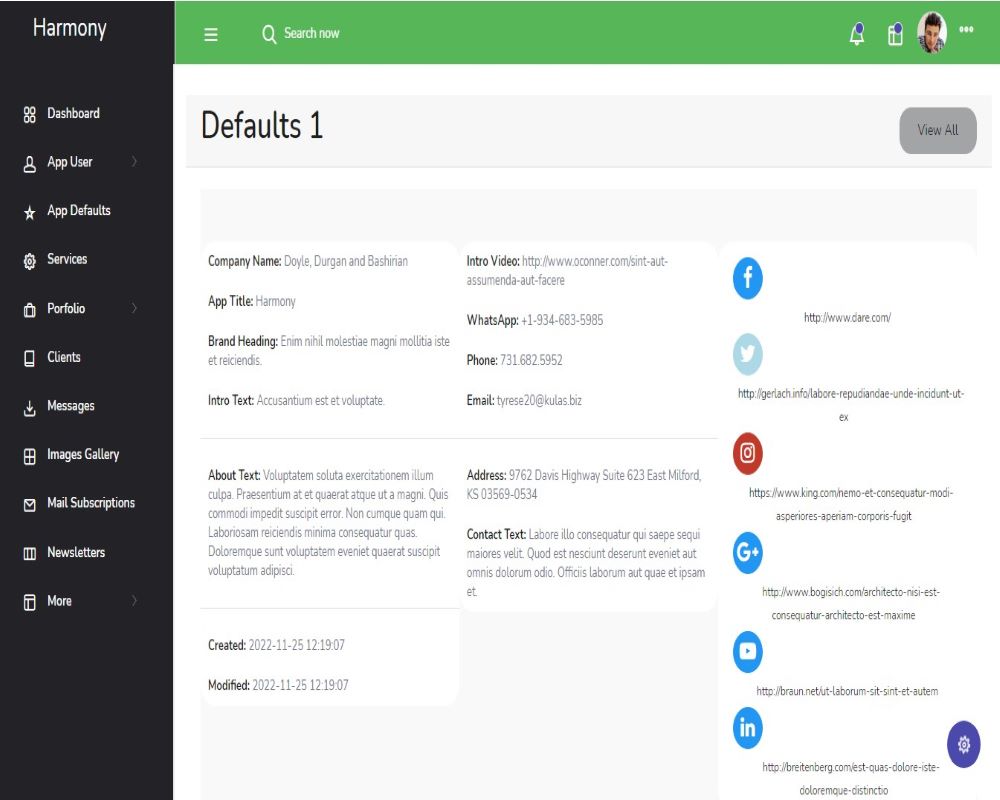 Harmony
Search now
Dashboard
App User
App Defaults
Services
Porfolio
Clients
Messages
Images Gallery
Mail Subscriptions
Newsletters
More
Defaults 1
View All
Company Name: Doyle, Durgan and Bashirian
App Title: Harmony
Brand Heading: Enim nihil molestiae magni mollitia iste
et reiciendis.
Intro Text: Accusantium est et voluptate.
About Text: Voluptatem soluta exercitationem illum
culpa. Praesentium at et quaerat atque ut a magni. Quis
commodi impedit suscipit error. Non cumque quam qui.
Laboriosam reiciendis minima consequatur quas.
Doloremque sunt voluptatem eveniet quaerat suscipit
voluptatum adipisci.
Created: 2022-11-25 12:19:07
Modified: 2022-11-25 12:19:07
Intro Video: http://www.oconner.com/sint-aut-
assumenda-aut-facere
WhatsApp: +1-934-683-5985
Phone: 731.682.5952
Email: tyrese20@kulas.biz
Address: 9762 Davis Highway Suite 623 East Milford,
KS 03569-0534
Contact Text: Labore illo consequatur qui saepe sequi
maiores velit. Quod est nesciunt deserunt eveniet aut
omnis dolorum odio. Officiis laborum aut quae et ipsam
et.
f
http://www.dare.com/
http://gerlach.info/labore-repudiandae-unde-incidunt-ut-
ex
https://www.king.com/nemo-et-consequatur-modi-
asperiores-aperiam-corporis-fugit
G+
http://www.bogisich.com/architecto-nisi-est-
consequatur-architecto-est-maxime
http://braun.net/ut-laborum-sit-sint-et-autem
in
http://breitenberg.com/est-quas-dolore-iste-
doloremque-distinctio